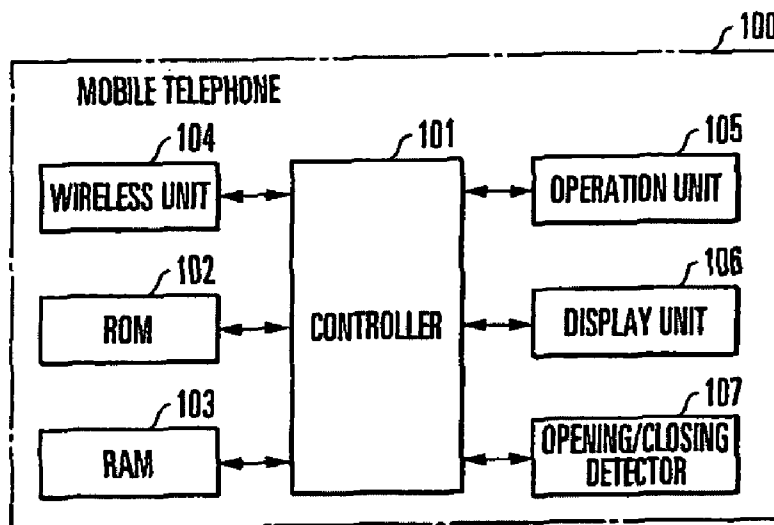 100
MOBILE TELEPHONE
104
101
105
WIRELESS UNIT
OPERATION UNIT
102
106
ROM
CONTROLLER
DISPLAY UNIT
103
107
RAM
OPENING/CLOSING
DETECTOR